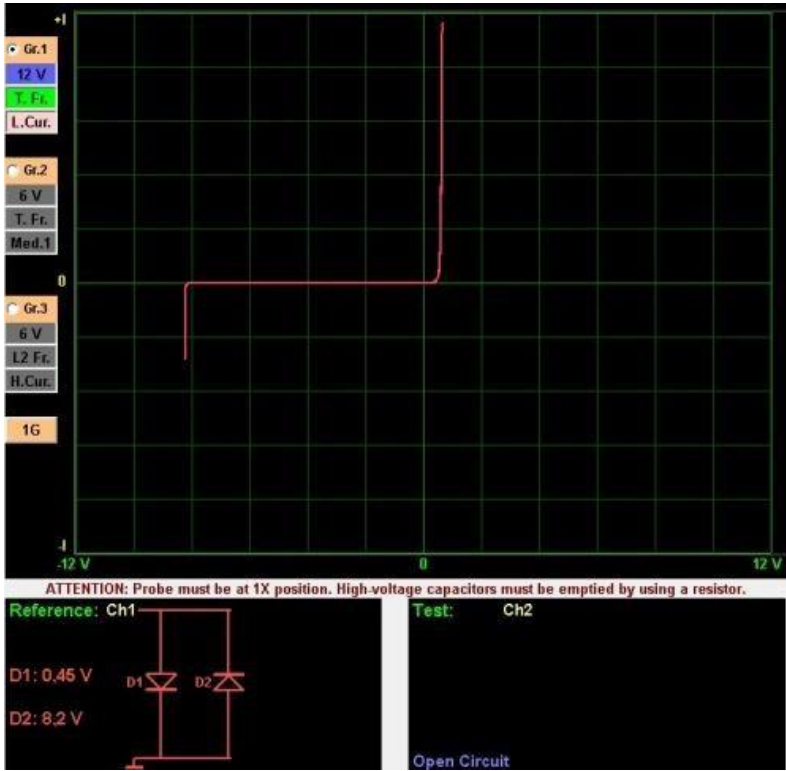 +I
Gr.1
12 V
T. Fr.
L.Cur.
Gr.2
6 V
T. Fr.
Med.1
0
Gr.3
6 V
L2 Fr.
H.Cur.
1G
-I
-12 V
0
12 V
ATTENTION: Probe must be at 1X position. High-voltage capacitors must be emptied by using a resistor.
Reference: Ch1
D1: 0,45 V
D1
D2
D2: 8,2 V
Test: Ch2
Open Circuit